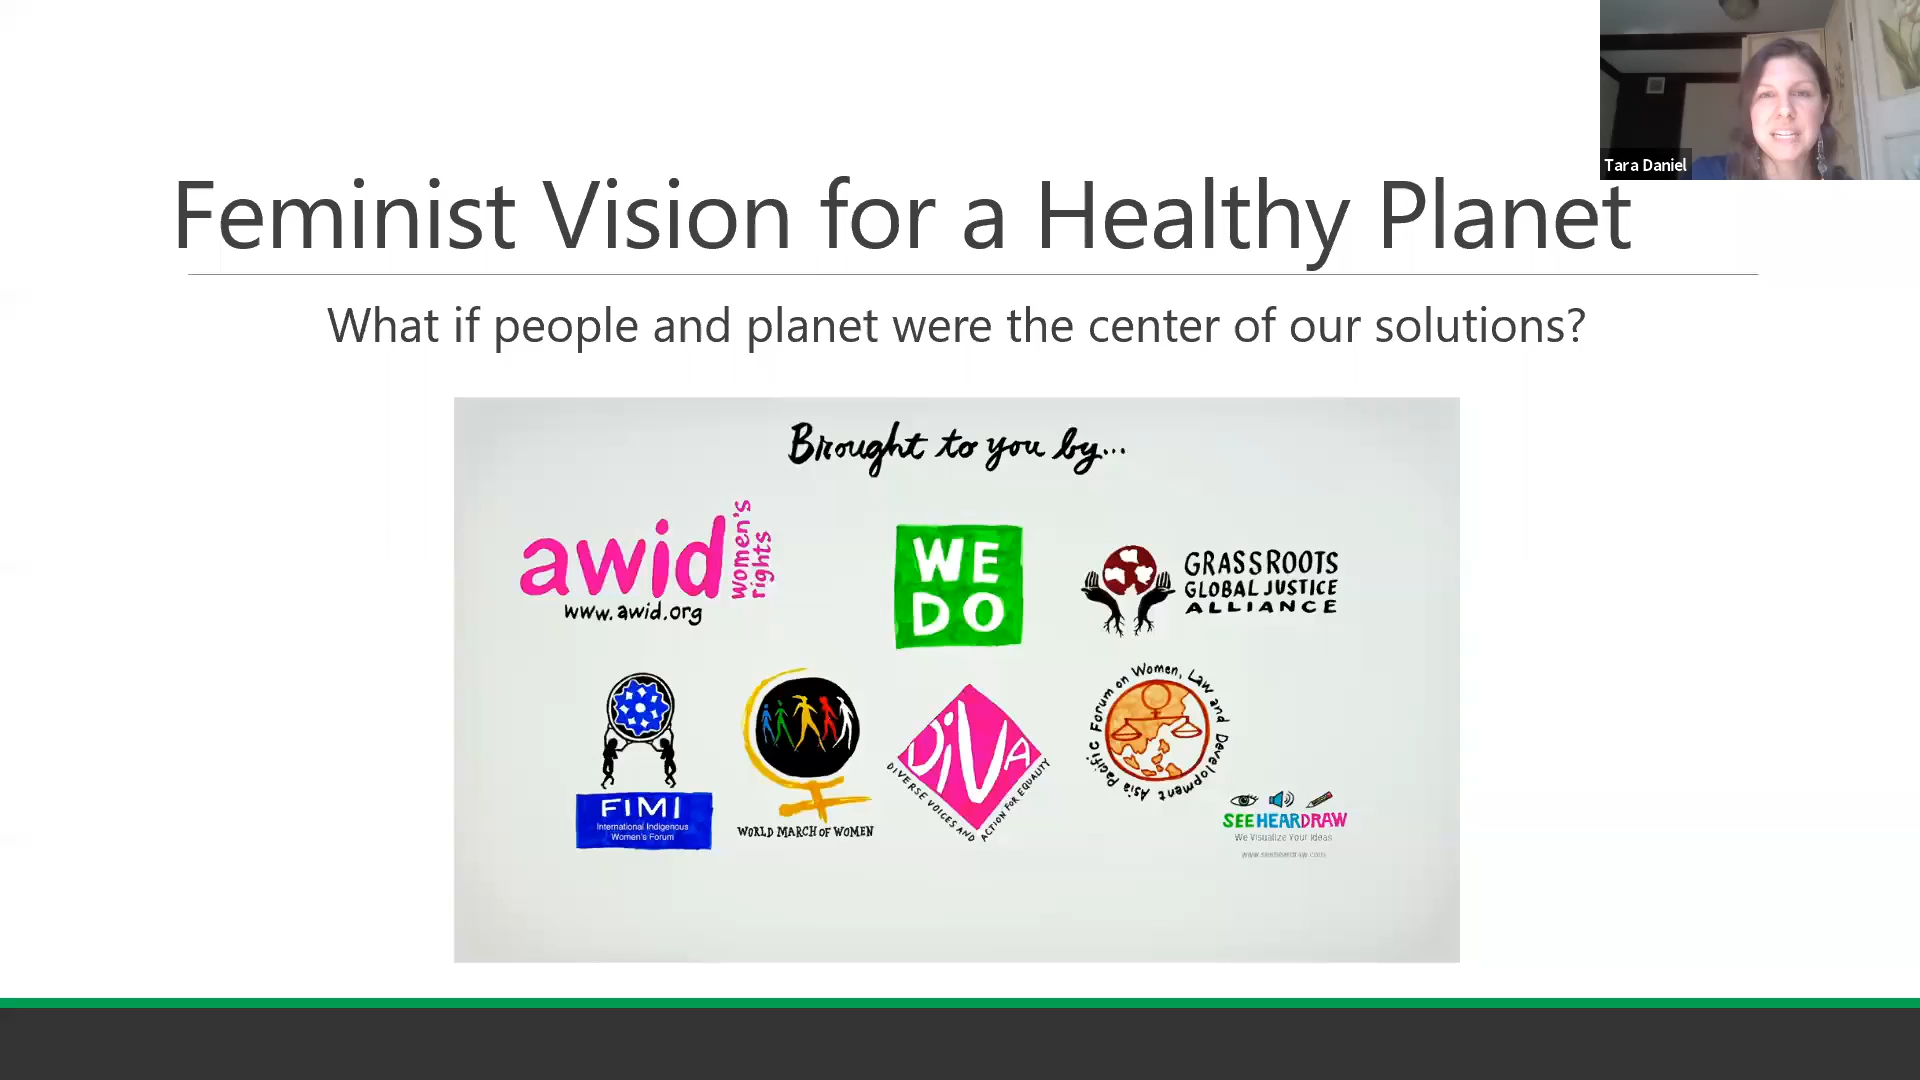 Tara Daniel
Feminist Vision for a Healthy Planet
What if people and planet were the center of our solutions?
Brought to you by...
awid women's rights
www.awid.org
WE
DO
GRASSROOTS
GLOBAL JUSTICE
ALLIANCE
FIMI
International Indigenous
Women's Forum
WORLD MARCH OF WOMEN
DIVA
DIVERSE VOICES AND ACTION FOR EQUALITY
Asia Pacific Forum on Women, Law and Development
SEEHEARDRAW
We Visualize Your Ideas
www.seeheardraw.com